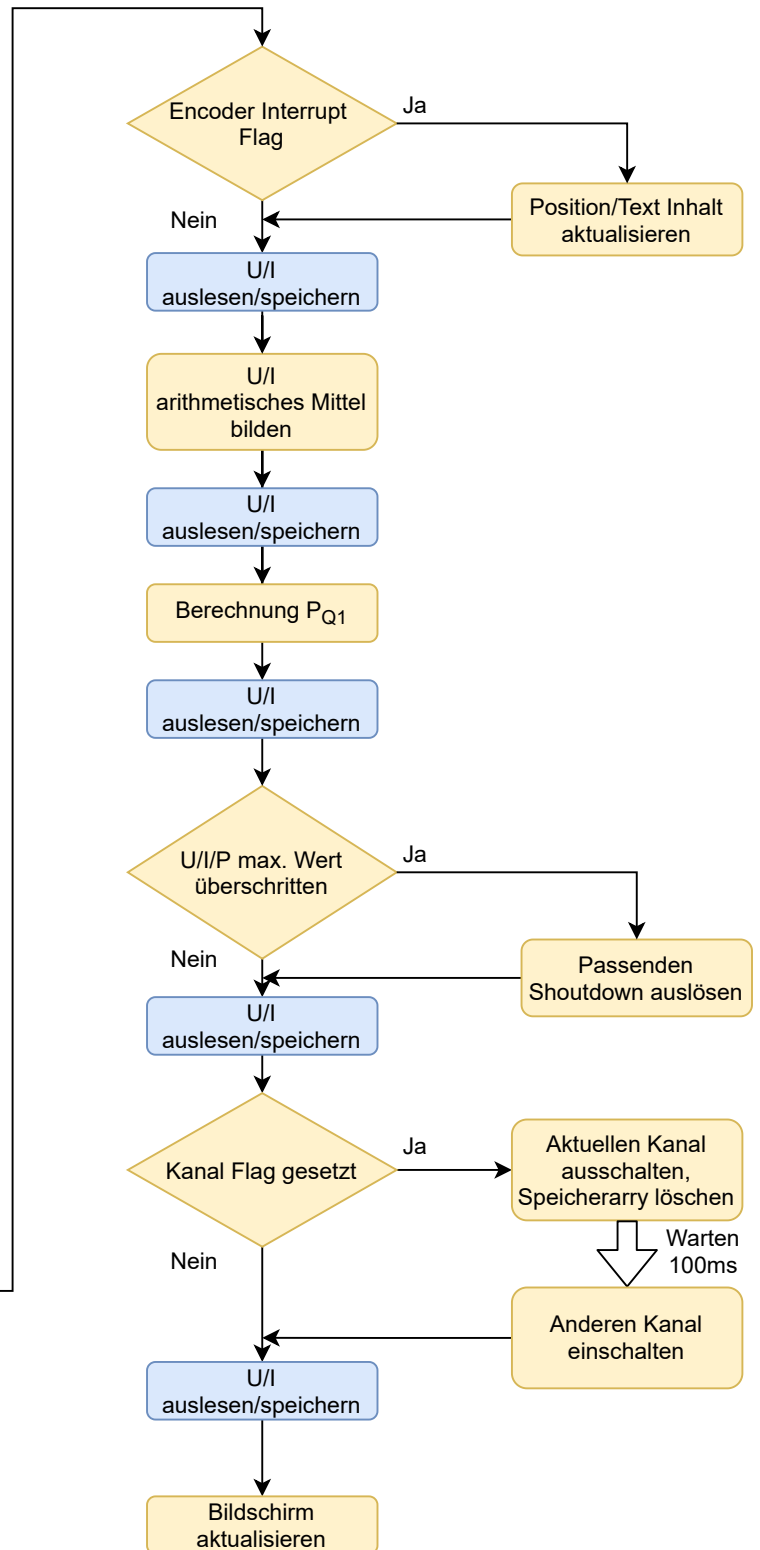 Encoder Interrupt
Flag
Ja
Position/Text Inhalt
aktualisieren
Nein
U/I
auslesen/speichern
U/I
arithmetisches Mittel
bilden
U/I
auslesen/speichern
Berechnung PQ1
U/I
auslesen/speichern
U/I/P max. Wert
überschritten
Ja
Passenden
Shoutdown auslösen
Nein
U/I
auslesen/speichern
Kanal Flag gesetzt
Ja
Aktuellen Kanal
ausschalten,
Speicherarry löschen
Warten
100ms
Anderen Kanal
einschalten
Nein
U/I
auslesen/speichern
Bildschirm
aktualisieren